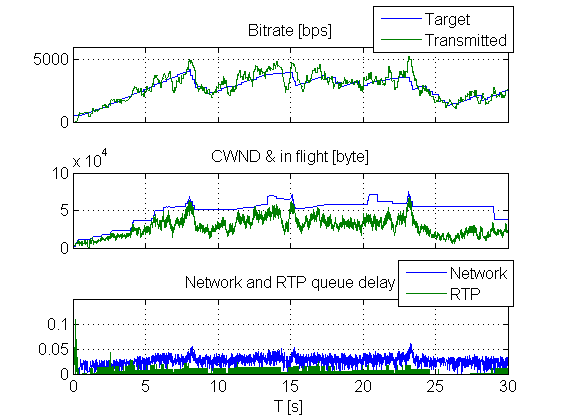 Bitrate [bps]
Target
Transmitted
5000
0
CWND & in flight [byte]
x 10^4
10
5
0
Network and RTP queue delay
Network
RTP
0.1
0.05
0
0 5 10 15 20 25 30
T [s]